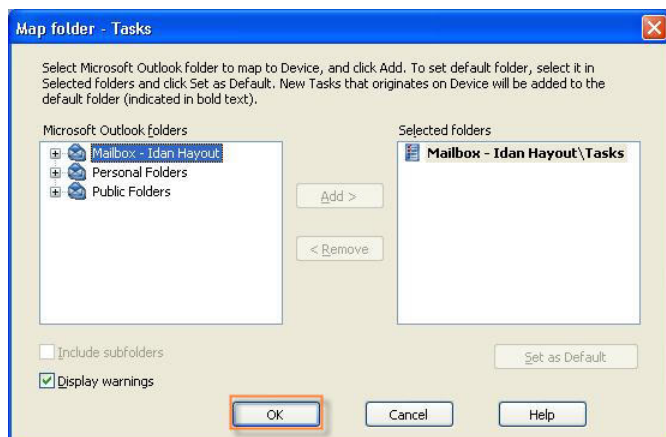 Map folder - Tasks
Select Microsoft Outlook folder to map to Device, and click Add. To set default folder, select it in
Selected folders and click Set as Default. New Tasks that originates on Device will be added to the
default folder (indicated in bold text).
Microsoft Outlook folders
Mailbox - Idan Hayout
Personal Folders
Public Folders
Add >
< Remove
Selected folders
Mailbox - Idan Hayout\Tasks
Include subfolders
Set as Default
Display warnings
OK
Cancel
Help